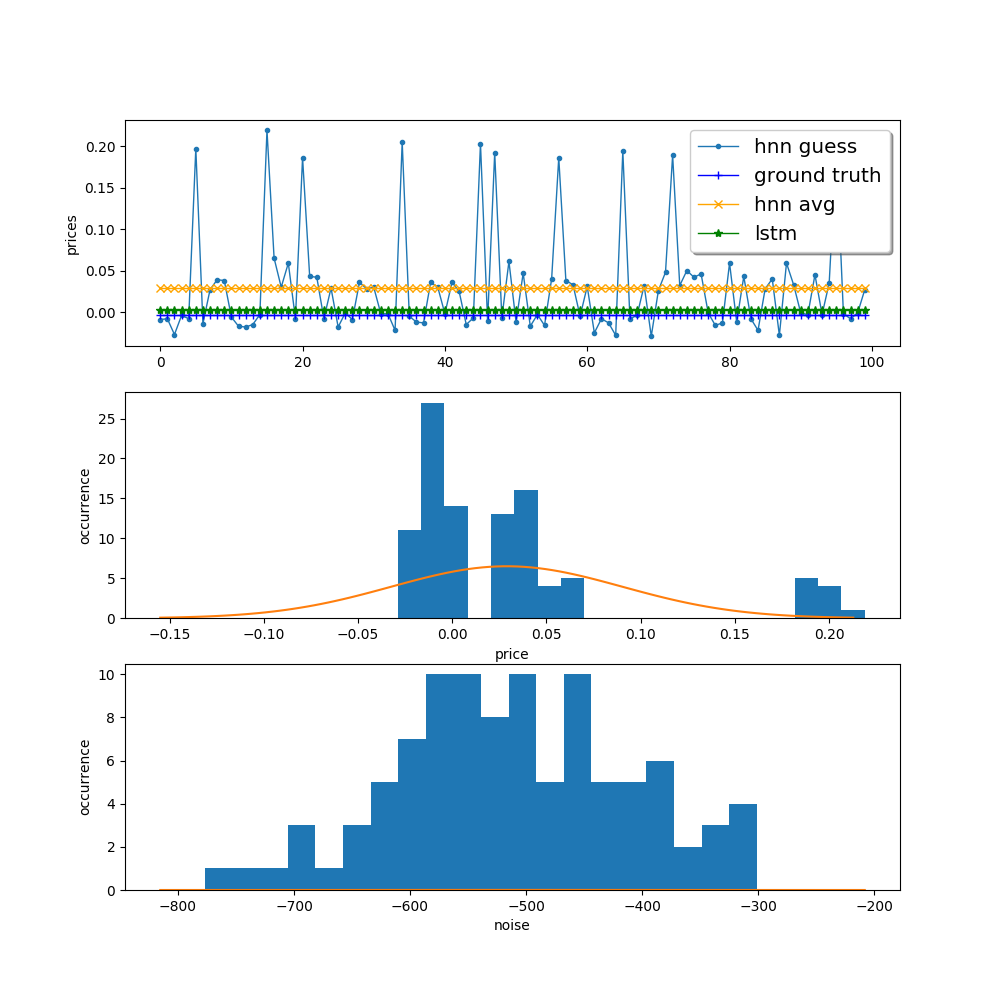 0.20
0.15
0.10
0.05
0.00
prices
hnn guess
ground truth
hnn avg
lstm
0 20 40 60 80 100
25
20
15
10
5
0
occurrence
−0.15 −0.10 −0.05 0.00 0.05 0.10 0.15 0.20
price
10
8
6
4
2
0
occurrence
−800 −700 −600 −500 −400 −300 −200
noise